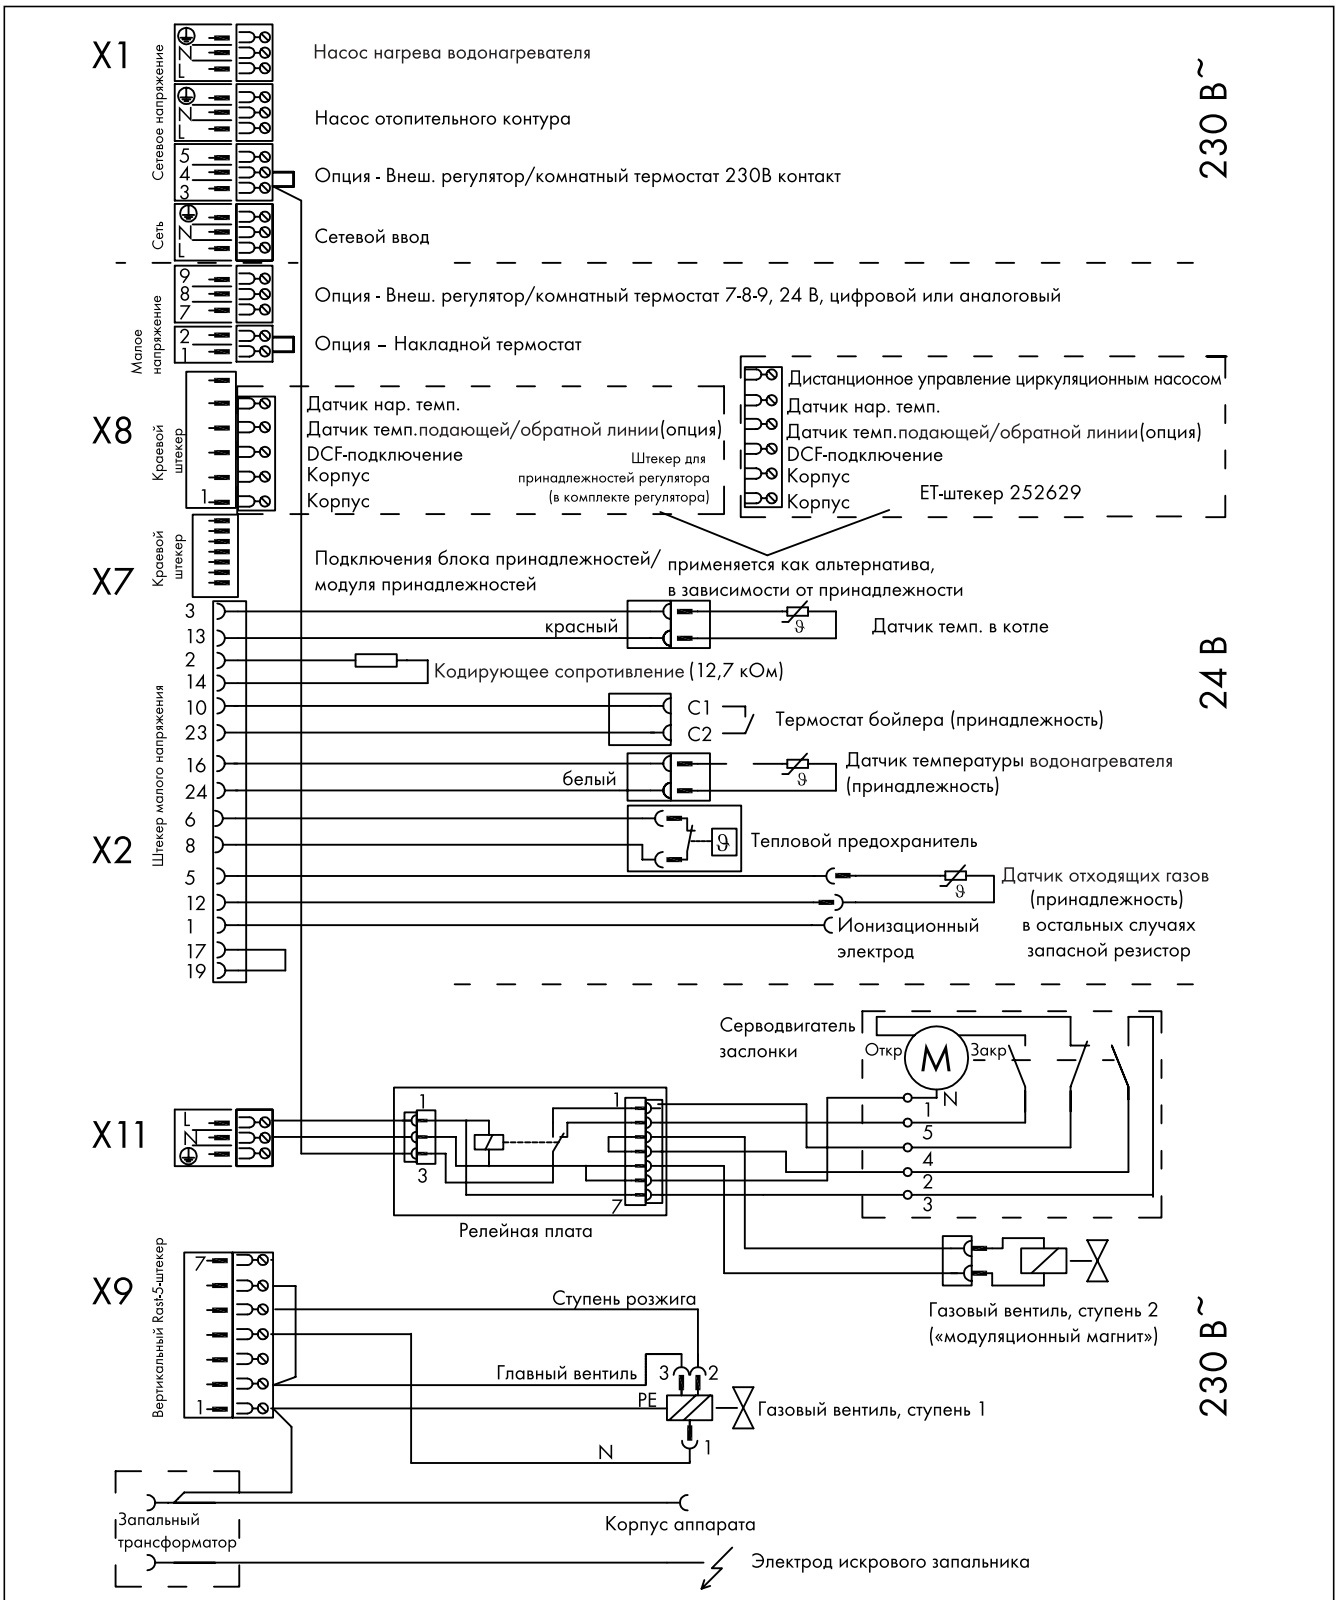 X1
Сетевое напряжение
N
L
Насос нагрева водонагревателя
230 В~
N
L
Насос отопительного контура
5
4
3
Опция - Внеш. регулятор/комнатный термостат 230В контакт
Сеть
N
L
Сетевой ввод
Малое
напряжение
9
8
7
Опция - Внеш. регулятор/комнатный термостат 7-8-9, 24 В, цифровой или аналоговый
2
1
Опция – Накладной термостат
X8
Краевой
штекер
1
Датчик нар. темп.
Датчик темп.подающей/обратной линии(опция)
DCF-подключение
Корпус
Корпус
Штекер для
принадлежностей регулятора
(в комплекте регулятора)
Дистанционное управление циркуляционным насосом
Датчик нар. темп.
Датчик темп.подающей/обратной линии(опция)
DCF-подключение
Корпус
Корпус
ET-штекер 252629
X7
Краевой
штекер
Подключения блока принадлежностей/
модуля принадлежностей
применяется как альтернатива,
в зависимости от принадлежности
24 В
X2
Штекер малого напряжения
3
13
красный
ϑ
Датчик темп. в котле
2
14
Кодирующее сопротивление (12,7 кОм)
10
23
C1
C2
Термостат бойлера (принадлежность)
16
24
белый
ϑ
Датчик температуры водонагревателя
(принадлежность)
6
8
ϑ
Тепловой предохранитель
5
12
ϑ
Датчик отходящих газов
(принадлежность)
в остальных случаях
запасной резистор
1
Ионизационный
электрод
17
19
Серводвигатель
заслонки
Откр
M
Закр
N
1
5
4
2
3
X11
L
N
1
3
1
7
Релейная плата
Газовый вентиль, ступень 2
(«модуляционный магнит»)
230 В~
X9
Вертикальный Rast-5-штекер
7
1
Ступень розжига
Главный вентиль
3
2
PE
Газовый вентиль, ступень 1
N
1
Запальный
трансформатор
Корпус аппарата
Электрод искрового запальника